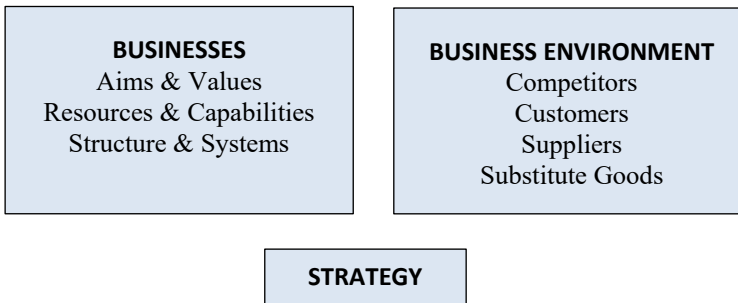 BUSINESSES
Aims & Values
Resources & Capabilities
Structure & Systems
BUSINESS ENVIRONMENT
Competitors
Customers
Suppliers
Substitute Goods
STRATEGY